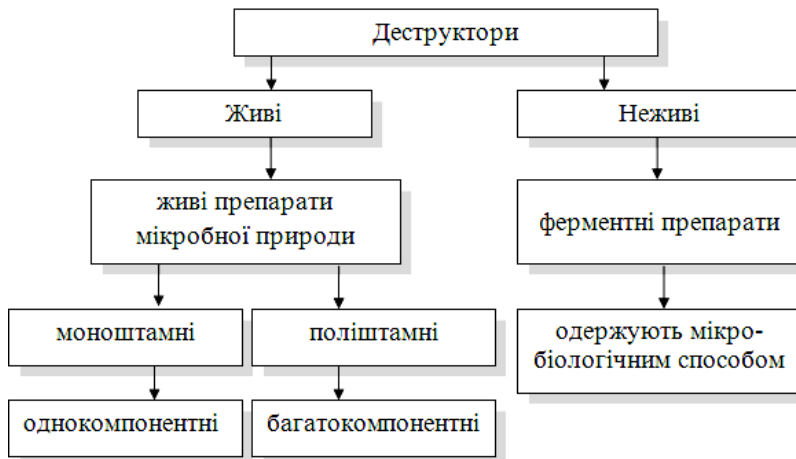 Деструктори
Живі
Неживі
живі препарати
мікробної природи
ферментні препарати
моноштамні
поліштамні
одержують мікро-
біологічним способом
однокомпонентні
багатокомпонентні